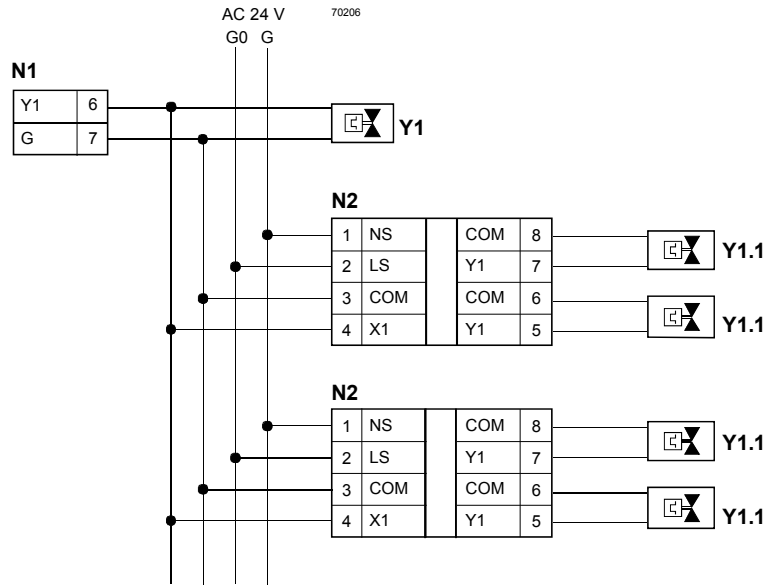 AC 24 V 70206
G0 G
N1
Y1 6
G 7
Y1
N2
1 NS COM 8
2 LS Y1 7
3 COM COM 6
4 X1 Y1 5
Y1.1
Y1.1
N2
1 NS COM 8
2 LS Y1 7
3 COM COM 6
4 X1 Y1 5
Y1.1
Y1.1